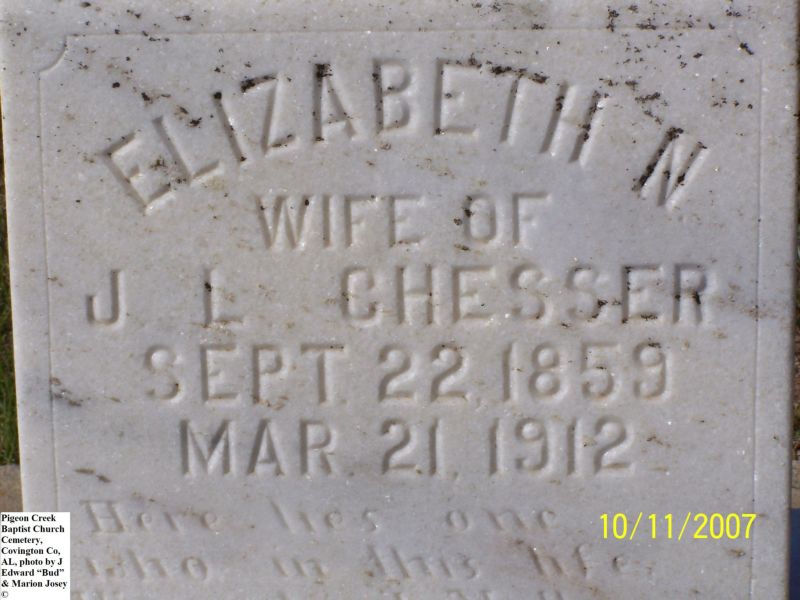 ELIZABETH N.
WIFE OF
J L CHESSER
SEPT. 22, 1859
MAR. 21, 1912
Here lies one
who in this life,
10/11/2007
Pigeon Creek
Baptist Church
Cemetery,
Covington Co,
AL, photo by J
Edward “Bud”
& Marion Josey
©